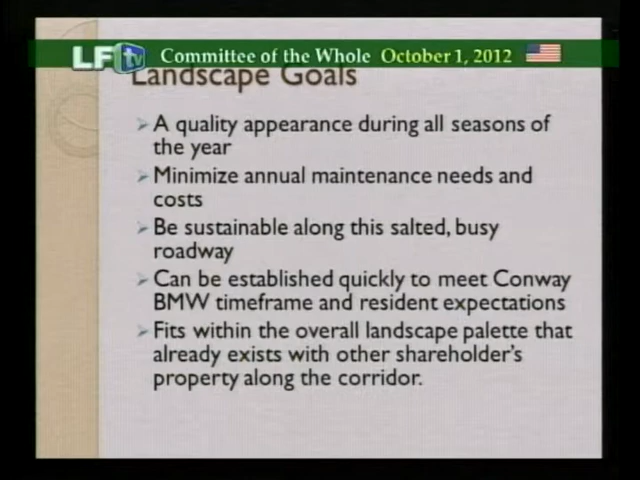 LFtv Committee of the Whole October 1, 2012
Landscape Goals
A quality appearance during all seasons of
the year
Minimize annual maintenance needs and
costs
Be sustainable along this salted, busy
roadway
Can be established quickly to meet Conway
BMW timeframe and resident expectations
Fits within the overall landscape palette that
already exists with other shareholder's
property along the corridor.